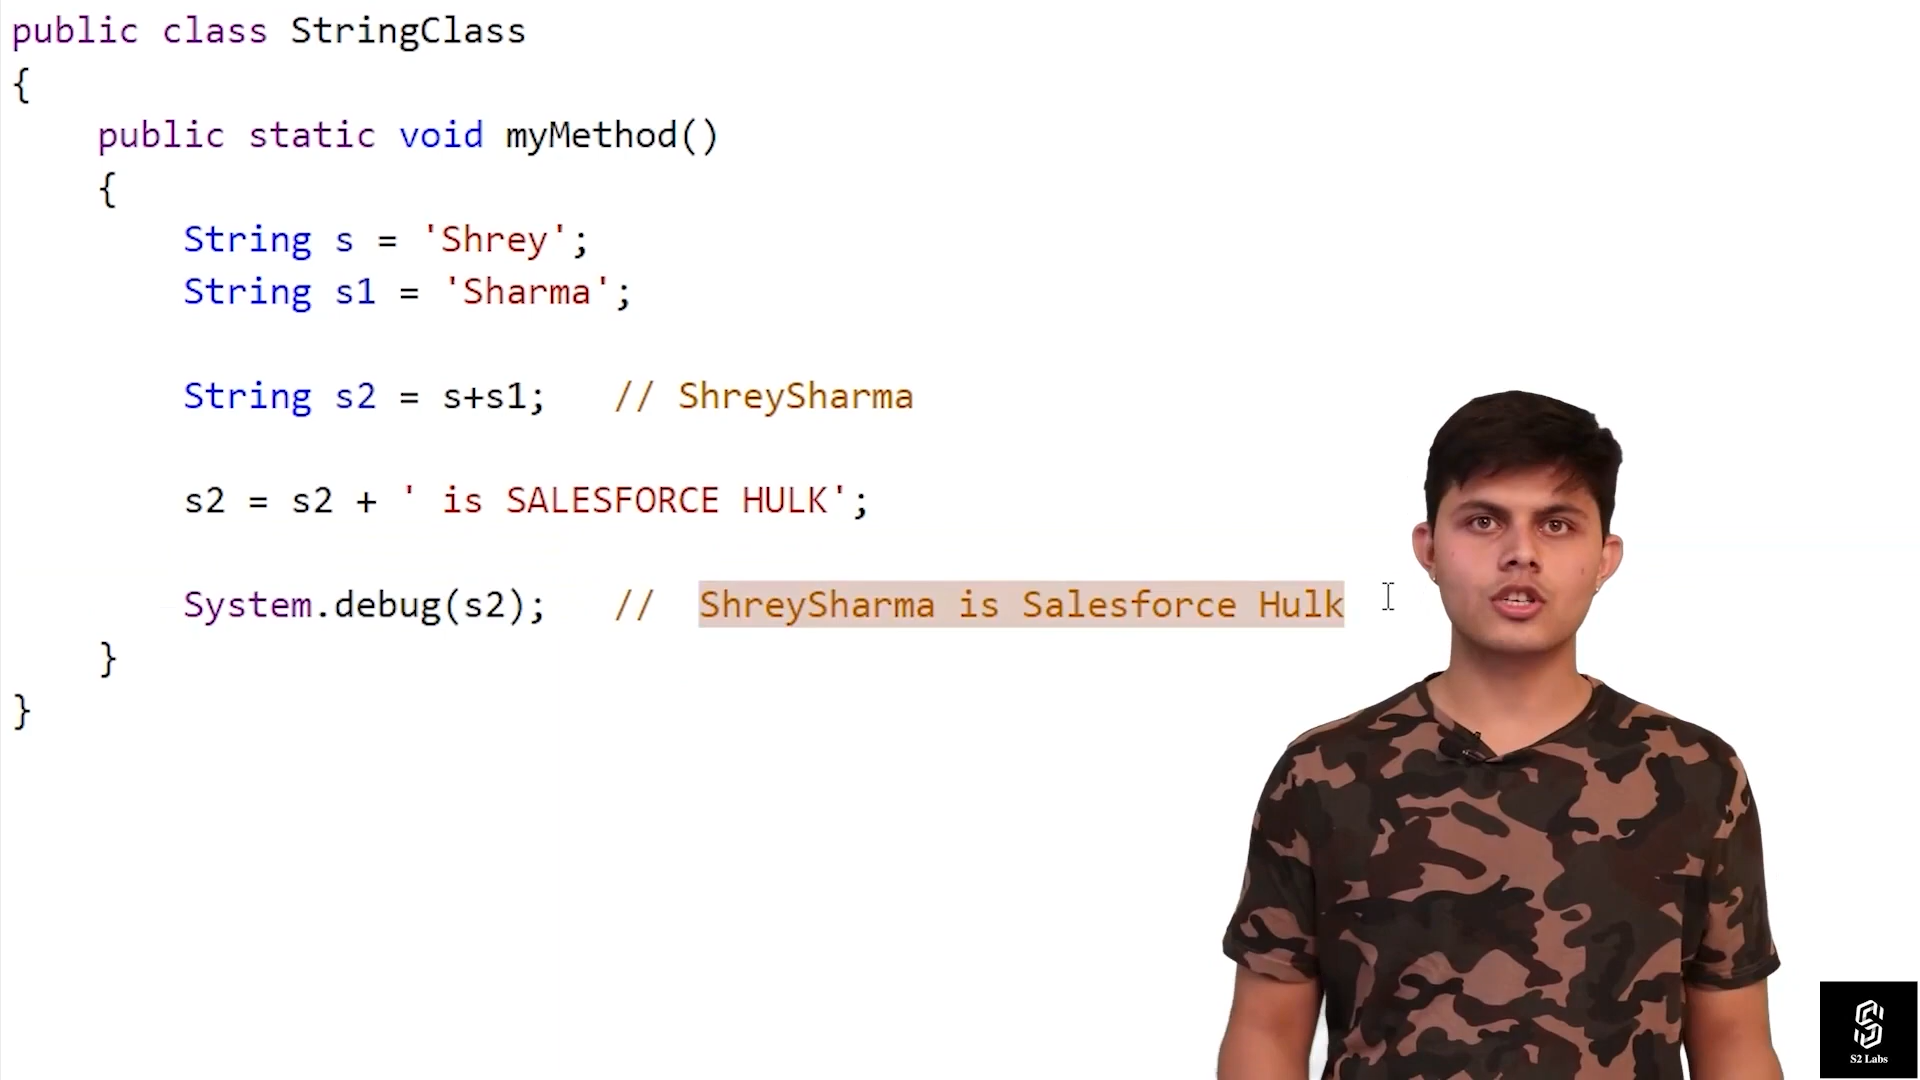 public class StringClass
{
public static void myMethod()
{
String s = 'Shrey';
String s1 = 'Sharma';
String s2 = s+s1;   // ShreySharma
s2 = s2 + ' is SALESFORCE HULK';
System.debug(s2);   //  ShreySharma is Salesforce Hulk
}
}
S2 Labs